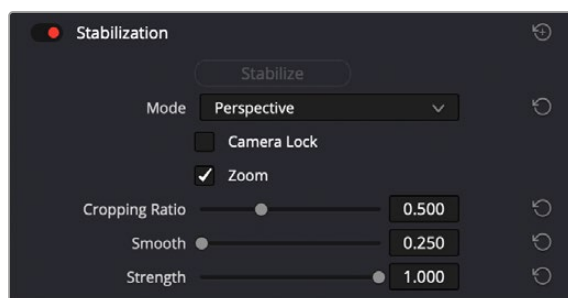 Stabilization
Stabilize
Mode Perspective
Camera Lock
Zoom
Cropping Ratio 0.500
Smooth 0.250
Strength 1.000